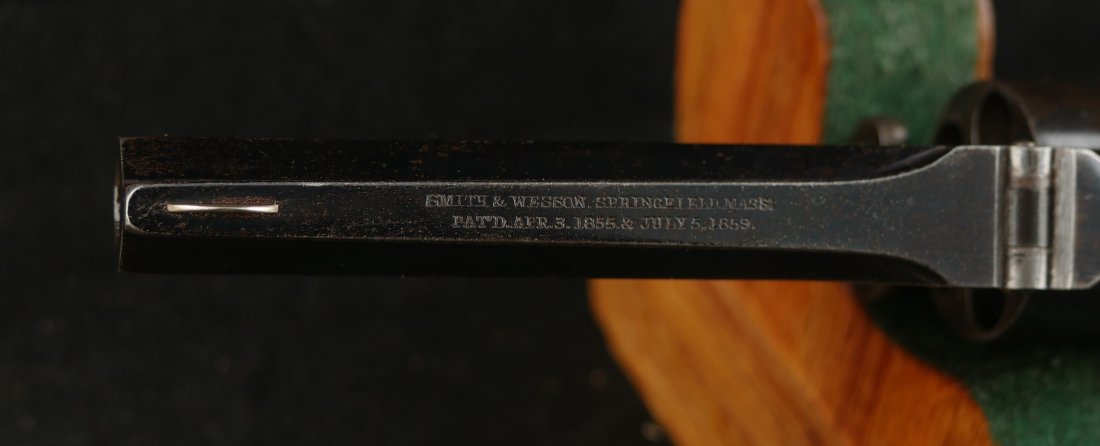 SMITH & WESSON. SPRINGFIELD. MASS
PAT'D. APR. 3. 1855. & JULY 5. 1859.